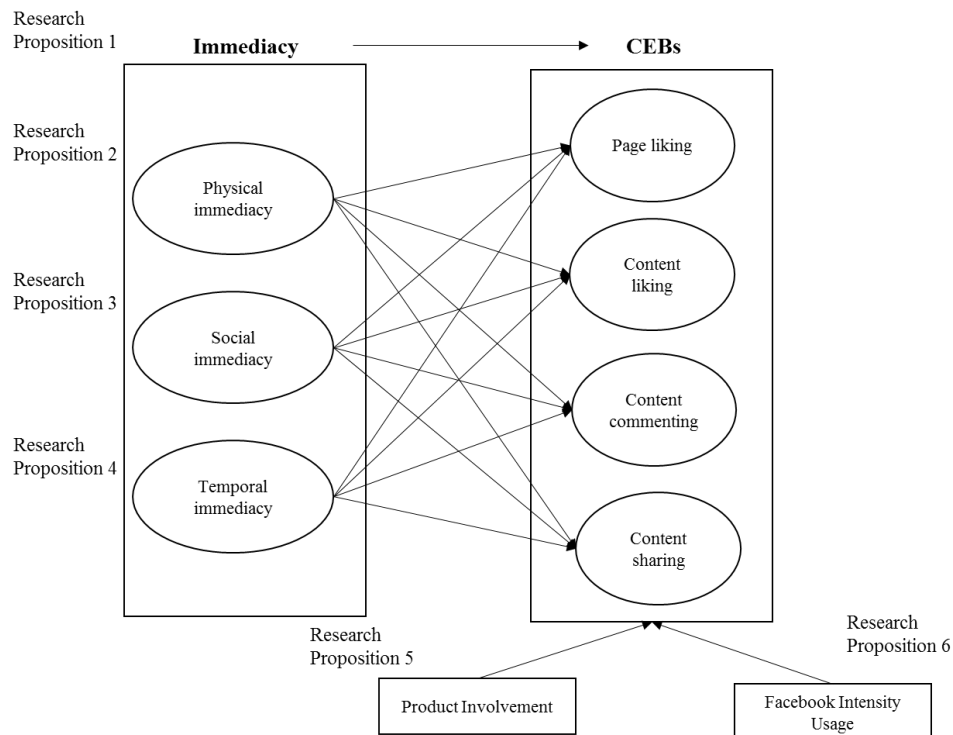 Research
Proposition 1
Immediacy
CEBs
Research
Proposition 2
Page liking
Physical
immediacy
Content
liking
Research
Proposition 3
Social
immediacy
Content
commenting
Research
Proposition 4
Temporal
immediacy
Content
sharing
Research
Proposition 5
Research
Proposition 6
Product Involvement
Facebook Intensity
Usage